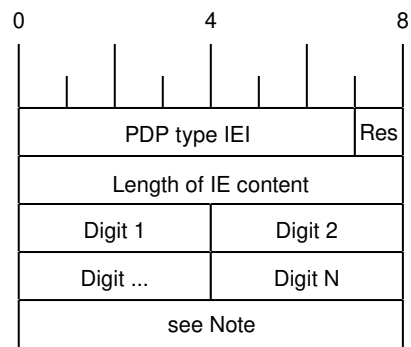 0 4 8
PDP type IEI Res
Length of IE content
Digit 1 Digit 2
Digit ... Digit N
see Note